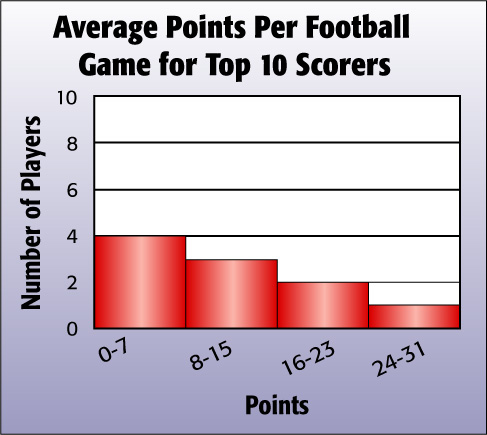 Average Points Per Football
Game for Top 10 Scorers
Number of Players
10
8
6
4
2
0
0-7
8-15
16-23
24-31
Points